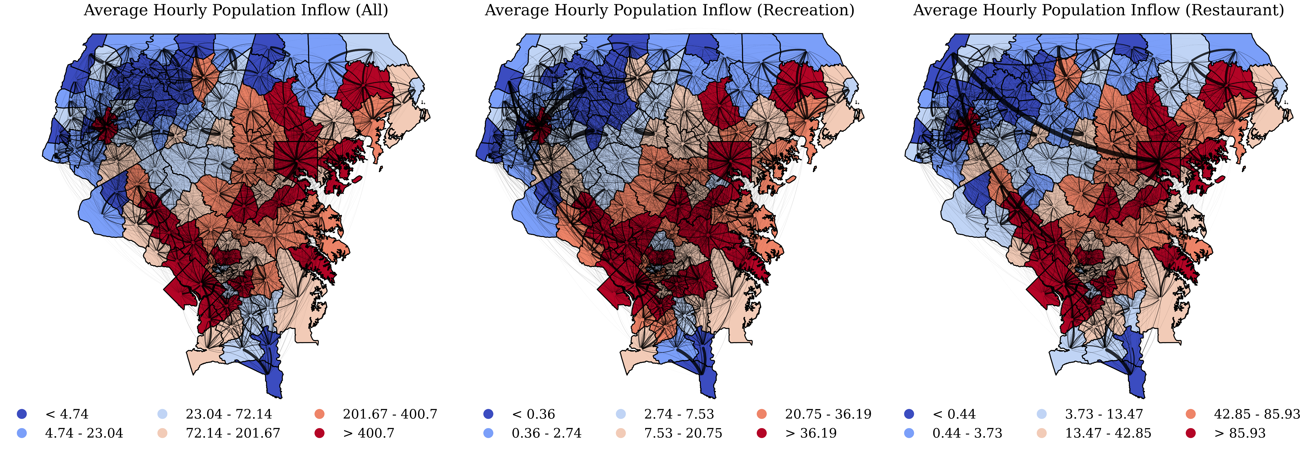 Average Hourly Population Inflow (All)
Average Hourly Population Inflow (Recreation)
Average Hourly Population Inflow (Restaurant)
< 4.74
23.04 - 72.14
201.67 - 400.7
4.74 - 23.04
72.14 - 201.67
> 400.7
< 0.36
2.74 - 7.53
20.75 - 36.19
0.36 - 2.74
7.53 - 20.75
> 36.19
< 0.44
3.73 - 13.47
42.85 - 85.93
0.44 - 3.73
13.47 - 42.85
> 85.93